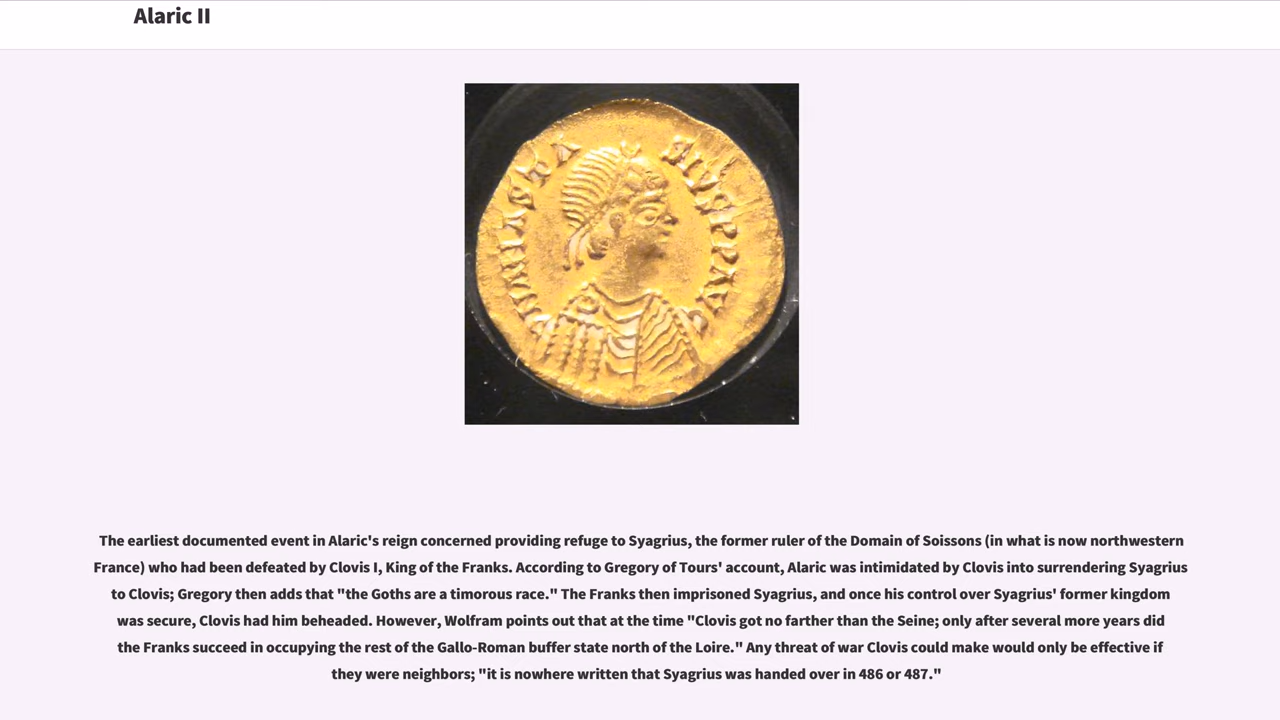 Alaric II
The earliest documented event in Alaric's reign concerned providing refuge to Syagrius, the former ruler of the Domain of Soissons (in what is now northwestern
France) who had been defeated by Clovis I, King of the Franks. According to Gregory of Tours' account, Alaric was intimidated by Clovis into surrendering Syagrius
to Clovis; Gregory then adds that "the Goths are a timorous race." The Franks then imprisoned Syagrius, and once his control over Syagrius' former kingdom
was secure, Clovis had him beheaded. However, Wolfram points out that at the time "Clovis got no farther than the Seine; only after several more years did
the Franks succeed in occupying the rest of the Gallo-Roman buffer state north of the Loire." Any threat of war Clovis could make would only be effective if
they were neighbors; "it is nowhere written that Syagrius was handed over in 486 or 487."